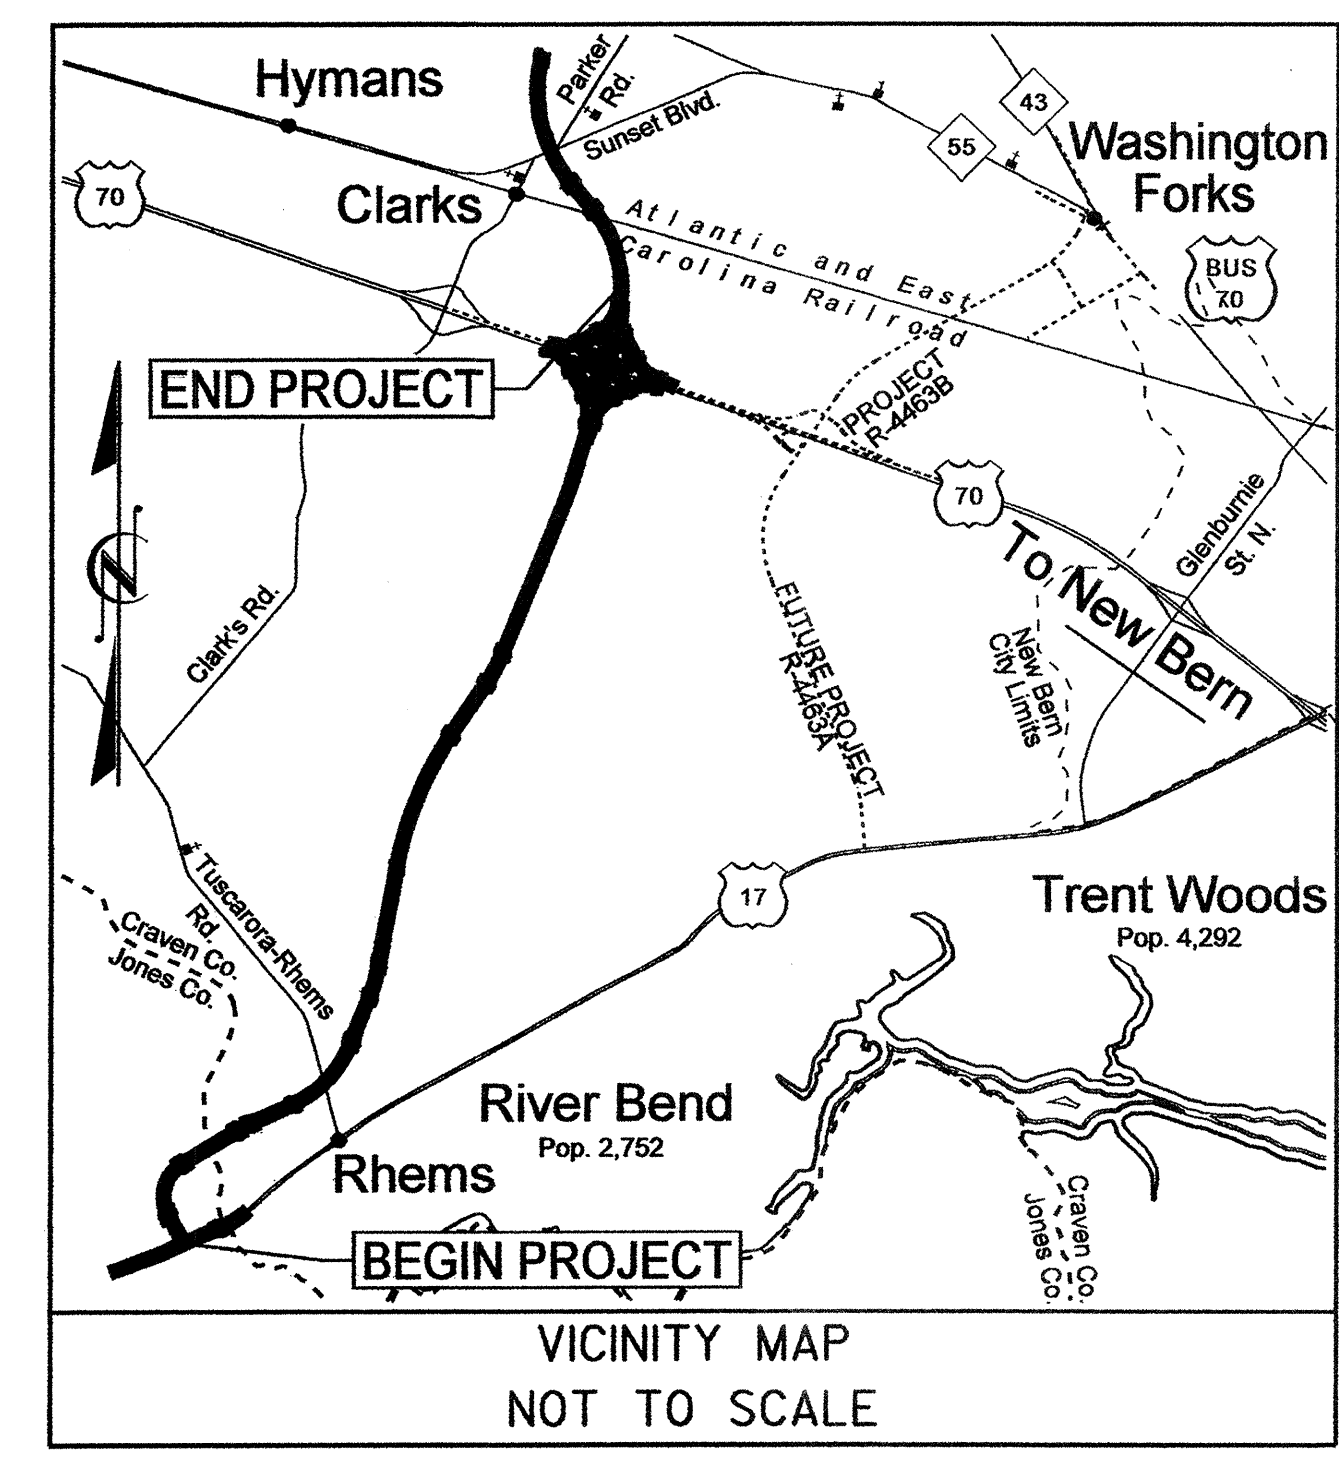 Hymans
Parker
Rd.
Sunset Blvd.
43
55
Washington
Forks
70
Clarks
Atlantic and East
Carolina Railroad
BUS
70
END PROJECT
PROJECT
R-4463B
70
Glenburnie
St. N.
To New Bern
N
Clark's Rd.
FUTURE PROJECT
R-4463A
New Bern
City Limits
17
Tuscarora-Rhems
Rd.
Craven Co.
Jones Co.
Trent Woods
Pop. 4,292
River Bend
Pop. 2,752
Rhems
Craven Co.
Jones Co.
BEGIN PROJECT
VICINITY MAP
NOT TO SCALE